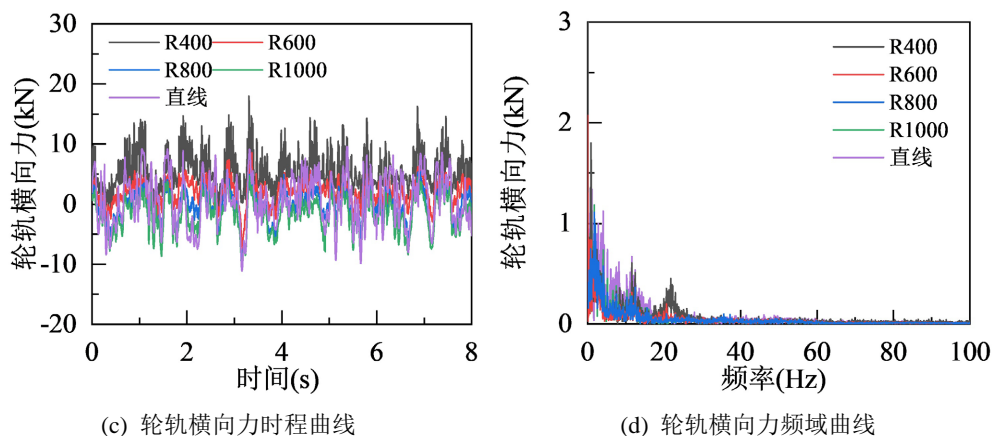 30
20
10
0
-10
-20
轮轨横向力(kN)
R400 R600
R800 R1000
直线
0 2 4 6 8
时间(s)
(c) 轮轨横向力时程曲线
3
2
1
0
轮轨横向力(kN)
R400
R600
R800
R1000
直线
0 20 40 60 80 100
频率(Hz)
(d) 轮轨横向力频域曲线